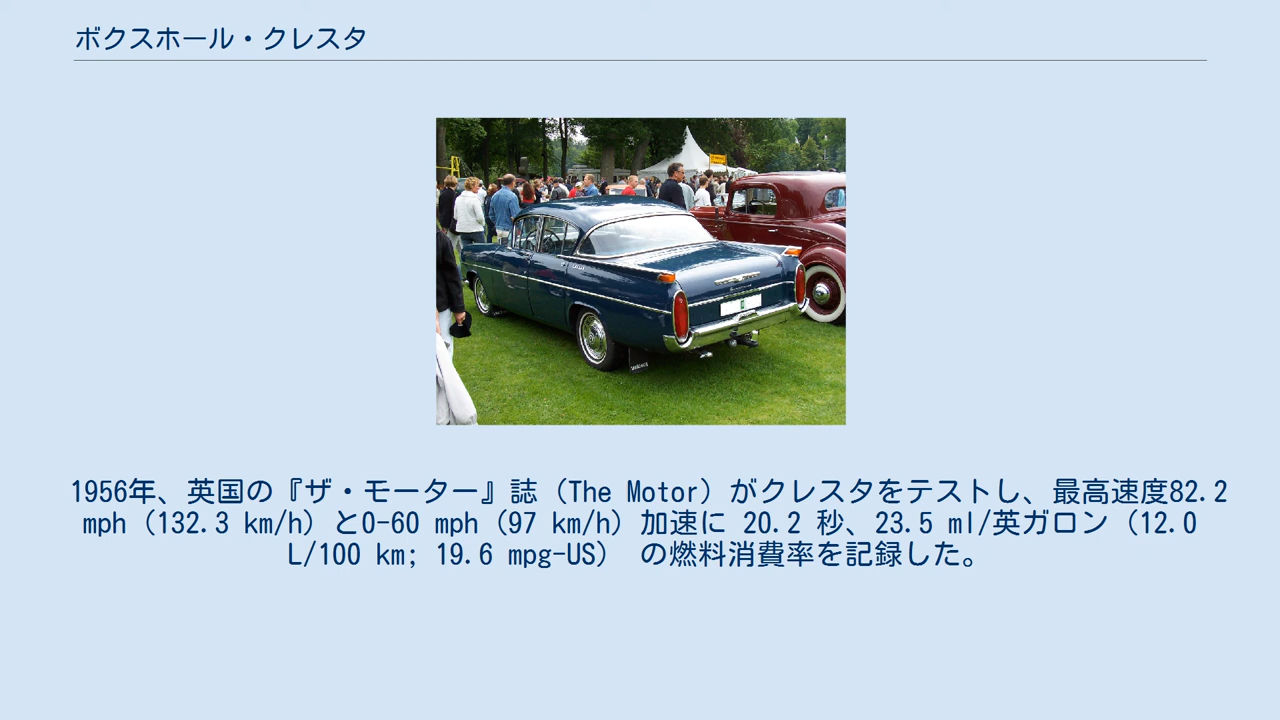 ボクスホール・クレスタ
1956年、英国の『ザ・モーター』誌（The Motor）がクレスタをテストし、最高速度82.2
mph（132.3 km/h）と0-60 mph（97 km/h）加速に 20.2 秒、23.5 ml/英ガロン（12.0
L/100 km; 19.6 mpg-US） の燃料消費率を記録した。